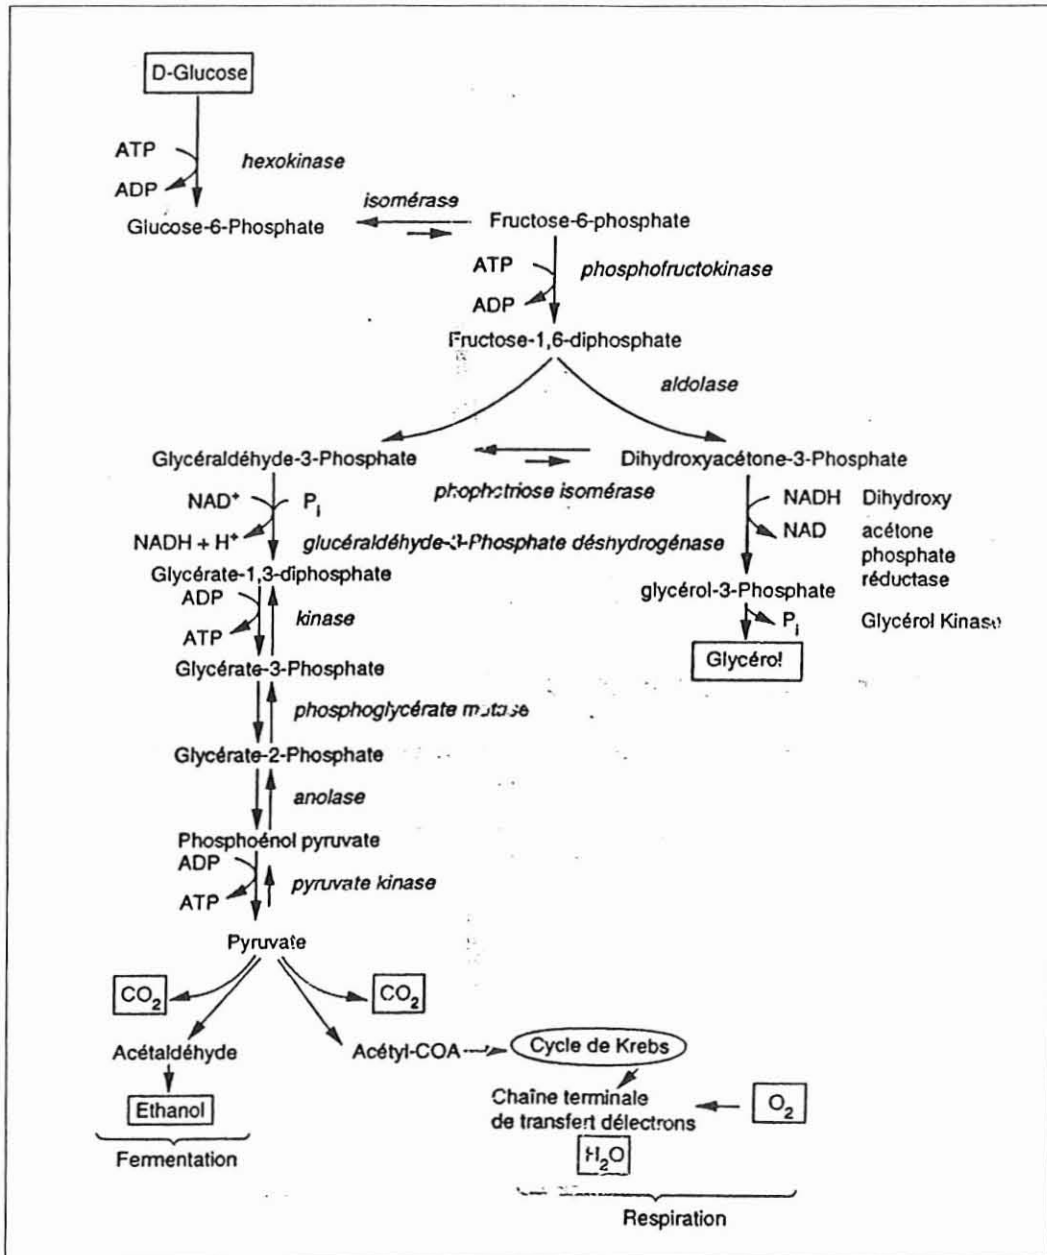 D-Glucose
ATP
hexokinase
ADP
isomérase
Glucose-6-Phosphate
Fructose-6-phosphate
ATP
phosphofructokinase
ADP
Fructose-1,6-diphosphate
aldolase
Glycéraldéhyde-3-Phosphate
Dihydroxyacétone-3-Phosphate
phophotriose isomérase
NAD⁺ Pᵢ
NADH Dihydroxy
NADH + H⁺
glucéraldéhyde-3-Phosphate déshydrogénase
NAD acétone
phosphate
réductase
Glycérate-1,3-diphosphate
glycérol-3-Phosphate
ADP
kinase
ATP
Pᵢ Glycérol Kinase
Glycérol
Glycérate-3-Phosphate
phosphoglycérate mutase
Glycérate-2-Phosphate
anolase
Phosphoénol pyruvate
ADP
pyruvate kinase
ATP
Pyruvate
CO₂
CO₂
Acétaldéhyde
Acétyl-COA
Cycle de Krebs
Ethanol
Chaîne terminale
de transfert délectrons
O₂
H₂O
Fermentation
Respiration